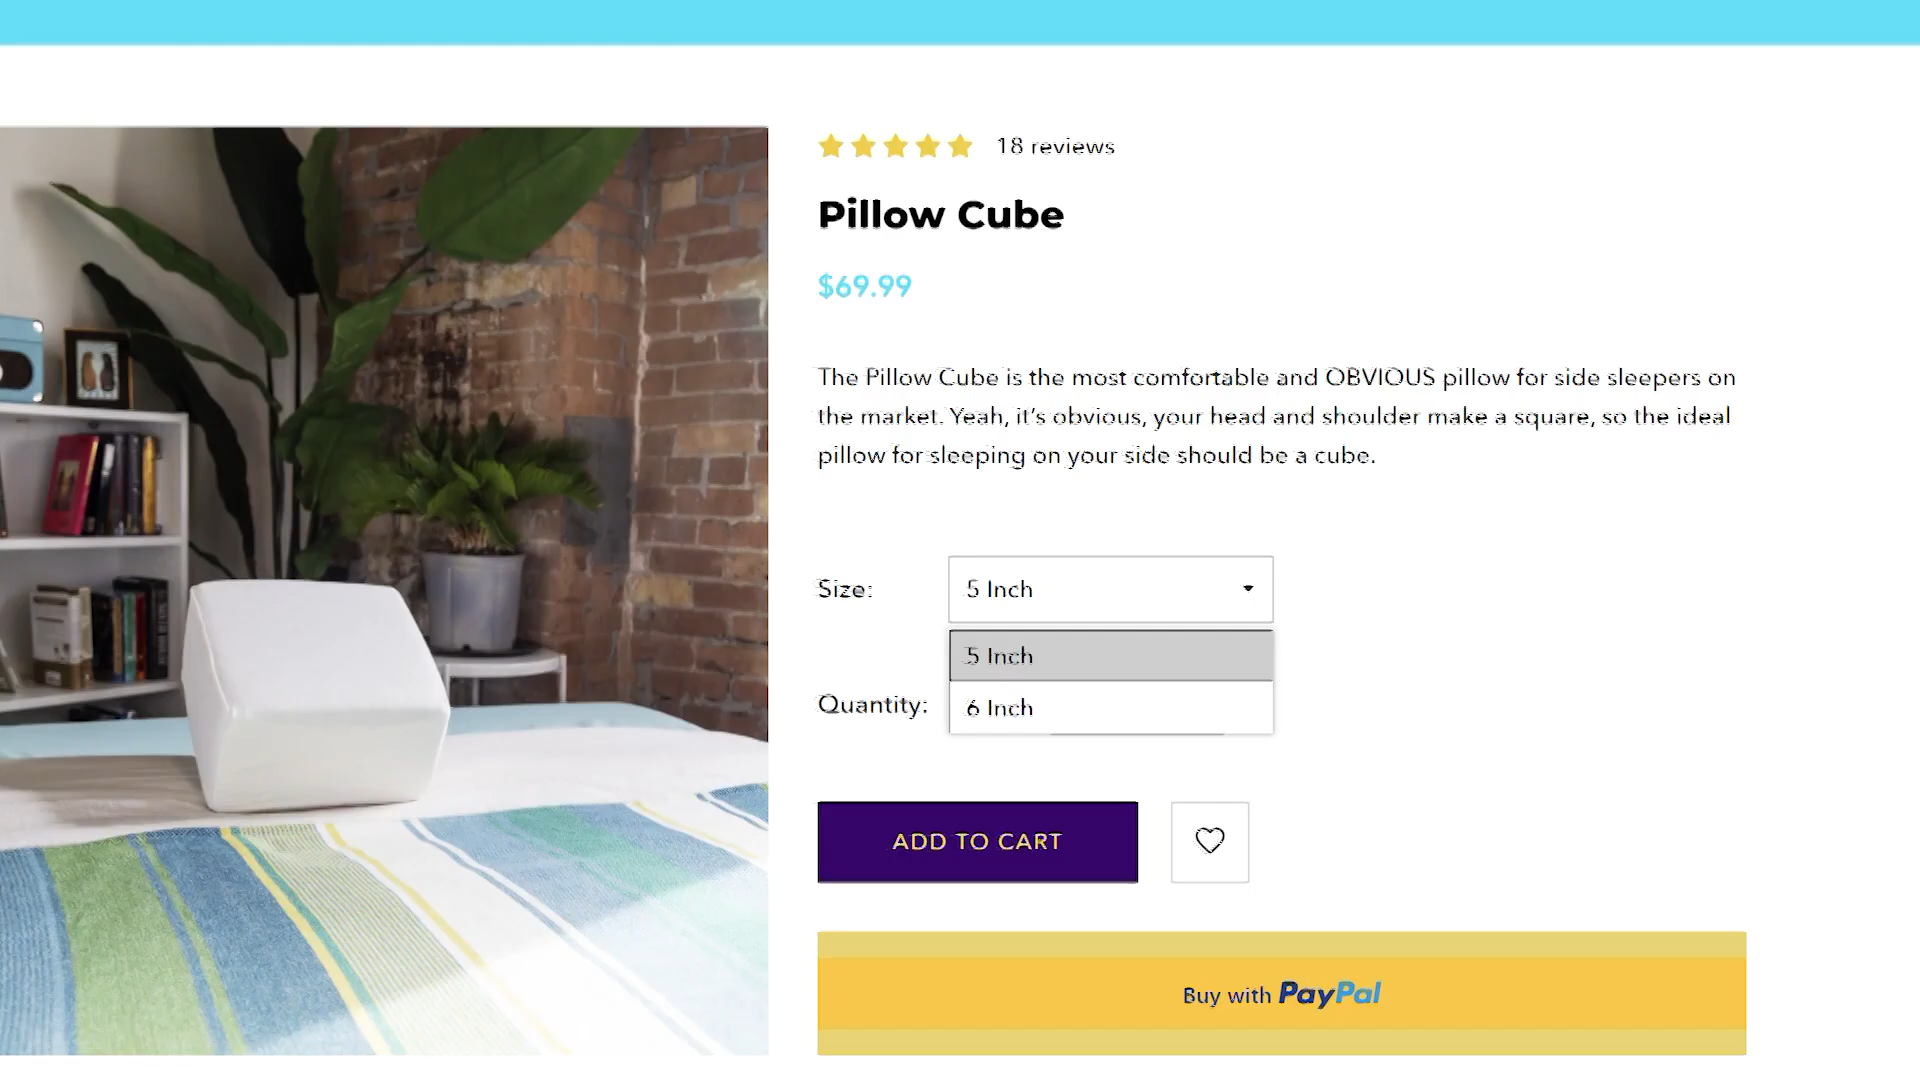 18 reviews
Pillow Cube
$69.99
The Pillow Cube is the most comfortable and OBVIOUS pillow for side sleepers on
the market. Yeah, it's obvious, your head and shoulder make a square, so the ideal
pillow for sleeping on your side should be a cube.
Size: 5 Inch
5 Inch
Quantity:
6 Inch
ADD TO CART
Buy with PayPal